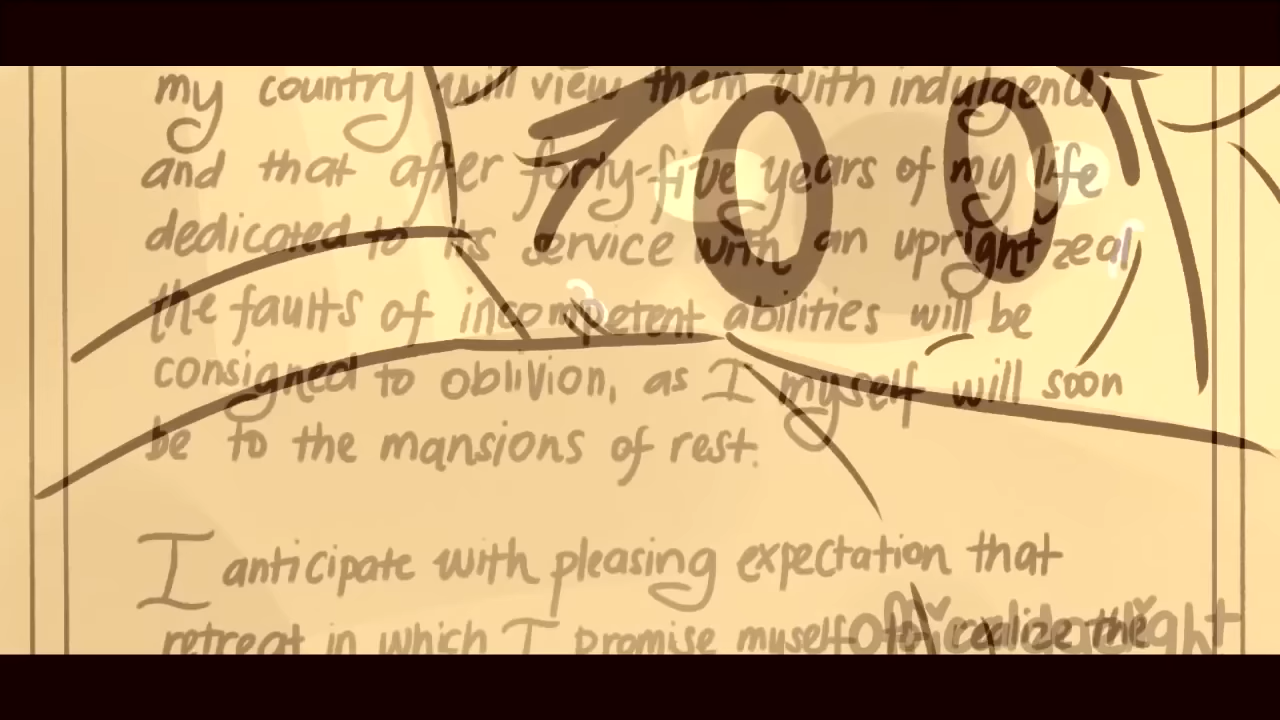 my country will view them with indulgence;
and that after forty-five years of my life
dedicated to its service with an upright zeal
the faults of incompetent abilities will be
consigned to oblivion, as I myself will soon
be to the mansions of rest.
I anticipate with pleasing expectation that
retreat in which I promise myself to realize the